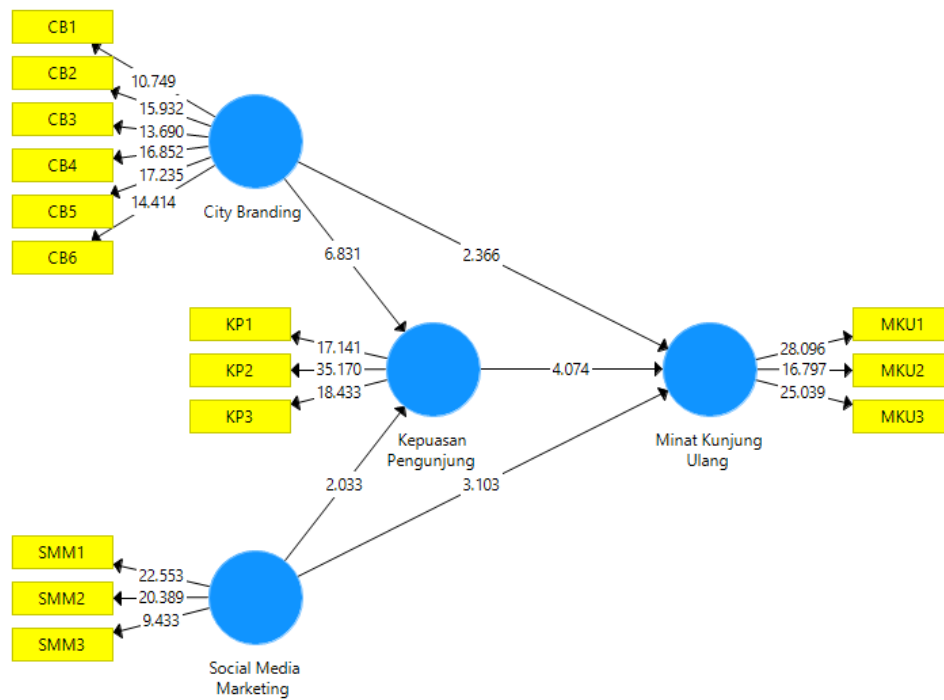 CB1
10.749
CB2
15.932
CB3
13.690
CB4
16.852
17.235
CB5
14.414
CB6
City Branding
6.831
2.366
KP1
17.141
KP2
35.170
KP3
18.433
4.074
MKU1
28.096
MKU2
16.797
25.039
MKU3
Kepuasan
Pengunjung
Minat Kunjung
Ulang
2.033
3.103
SMM1
22.553
SMM2
20.389
9.433
SMM3
Social Media
Marketing